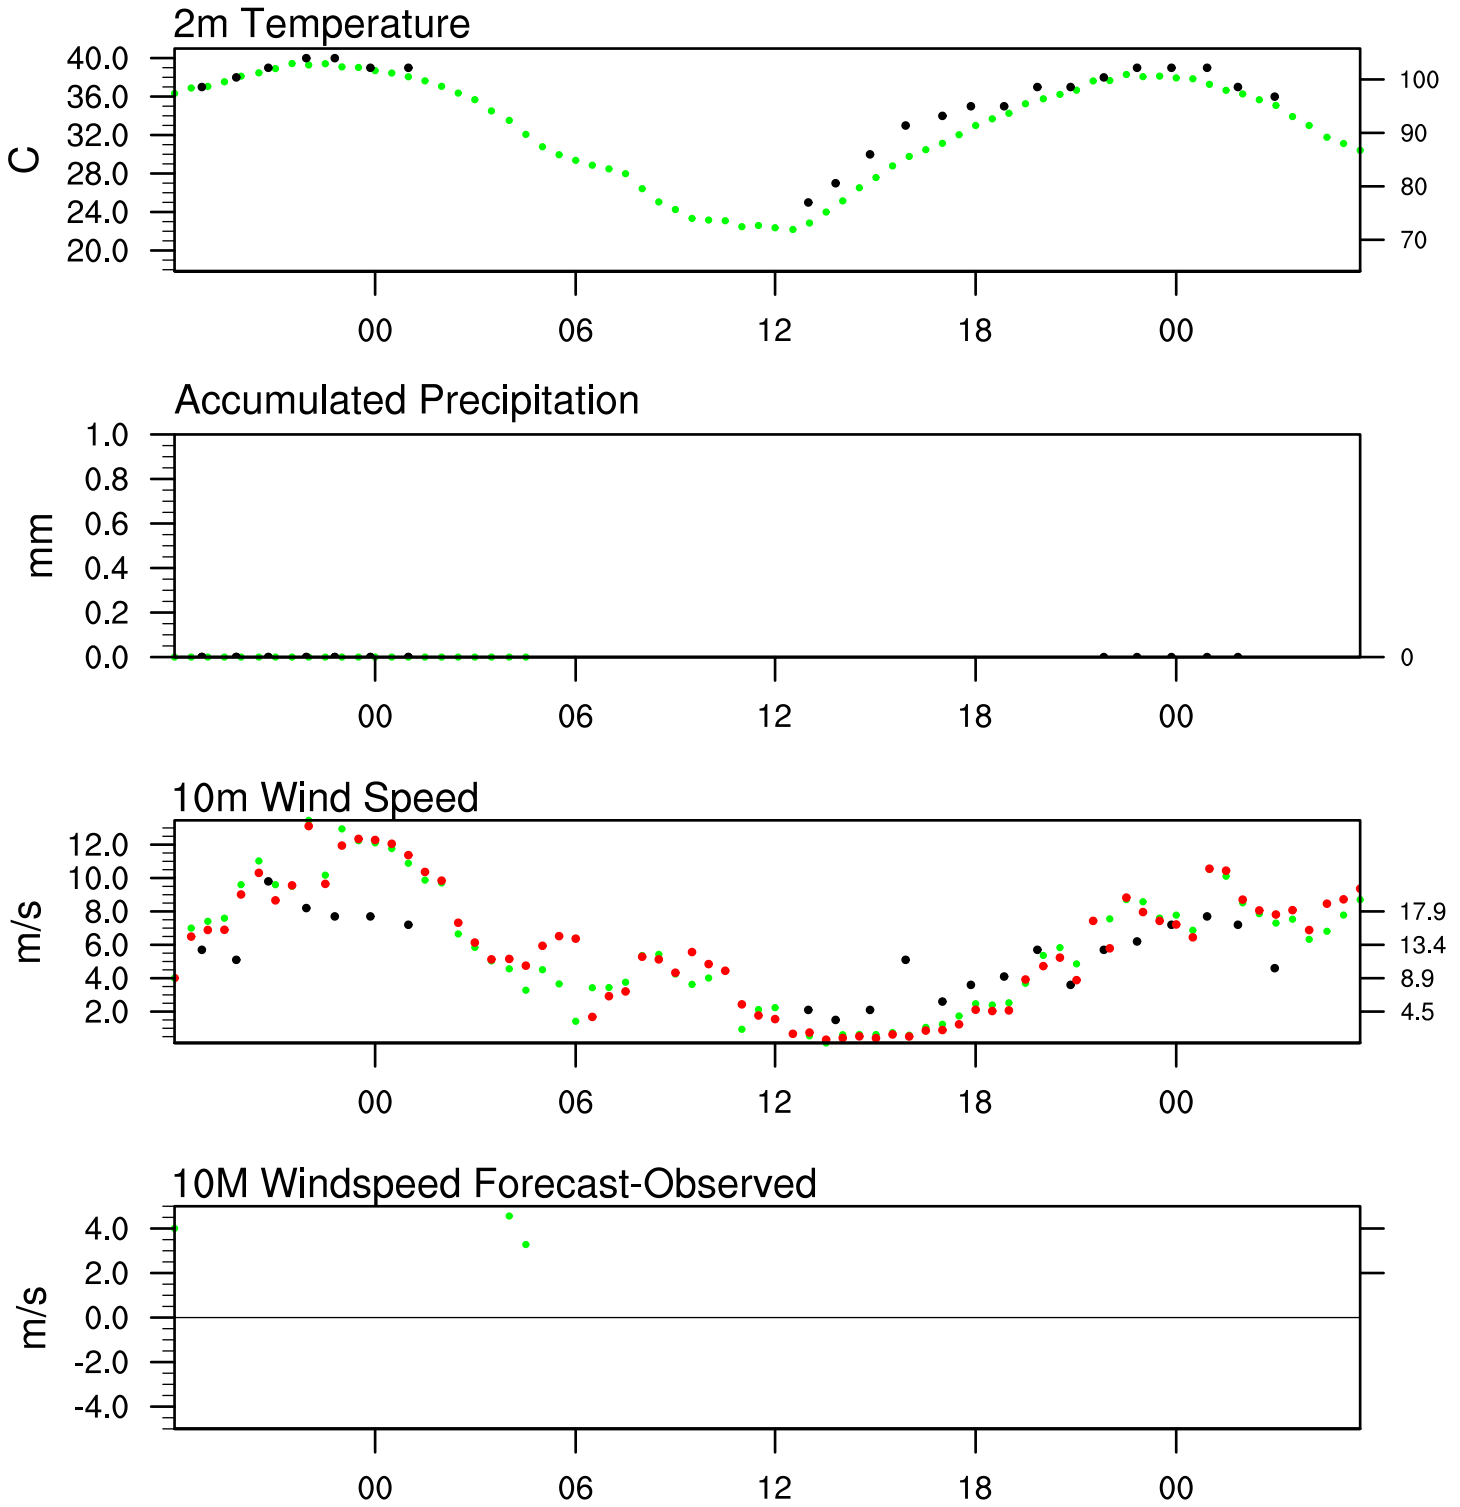 2m Temperature
40.0
36.0
32.0
28.0
24.0
20.0
C
100
90
80
70
00 06 12 18 00
Accumulated Precipitation
1.0
0.8
0.6
0.4
0.2
0.0
mm
0
00 06 12 18 00
10m Wind Speed
12.0
10.0
8.0
6.0
4.0
2.0
m/s
17.9
13.4
8.9
4.5
00 06 12 18 00
10M Windspeed Forecast-Observed
4.0
2.0
0.0
-2.0
-4.0
m/s
00 06 12 18 00